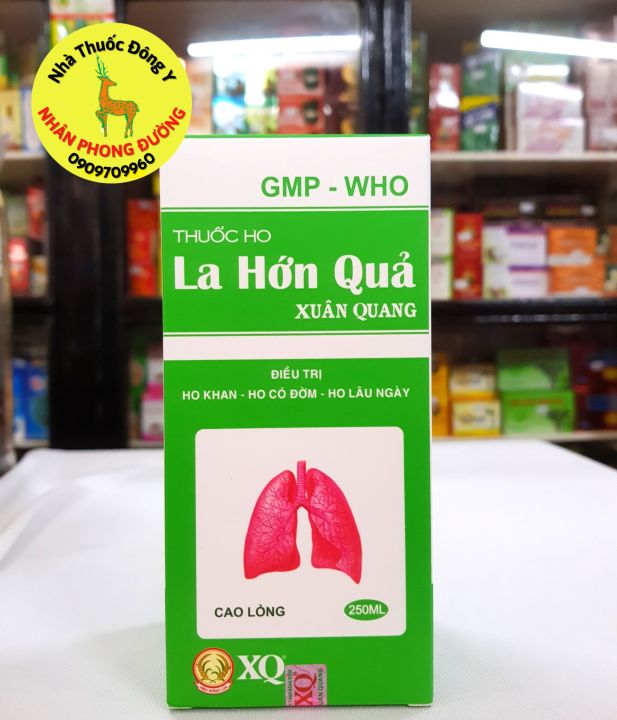 Nhà Thuốc Đông Y
NHÂN PHONG ĐƯỜNG
0909709960
GMP - WHO
THUỐC HO
La Hớn Quả
XUÂN QUANG
ĐIỀU TRỊ
HO KHAN - HO CÓ ĐỜM - HO LÂU NGÀY
CAO LỎNG
250ML
XQ
XQ